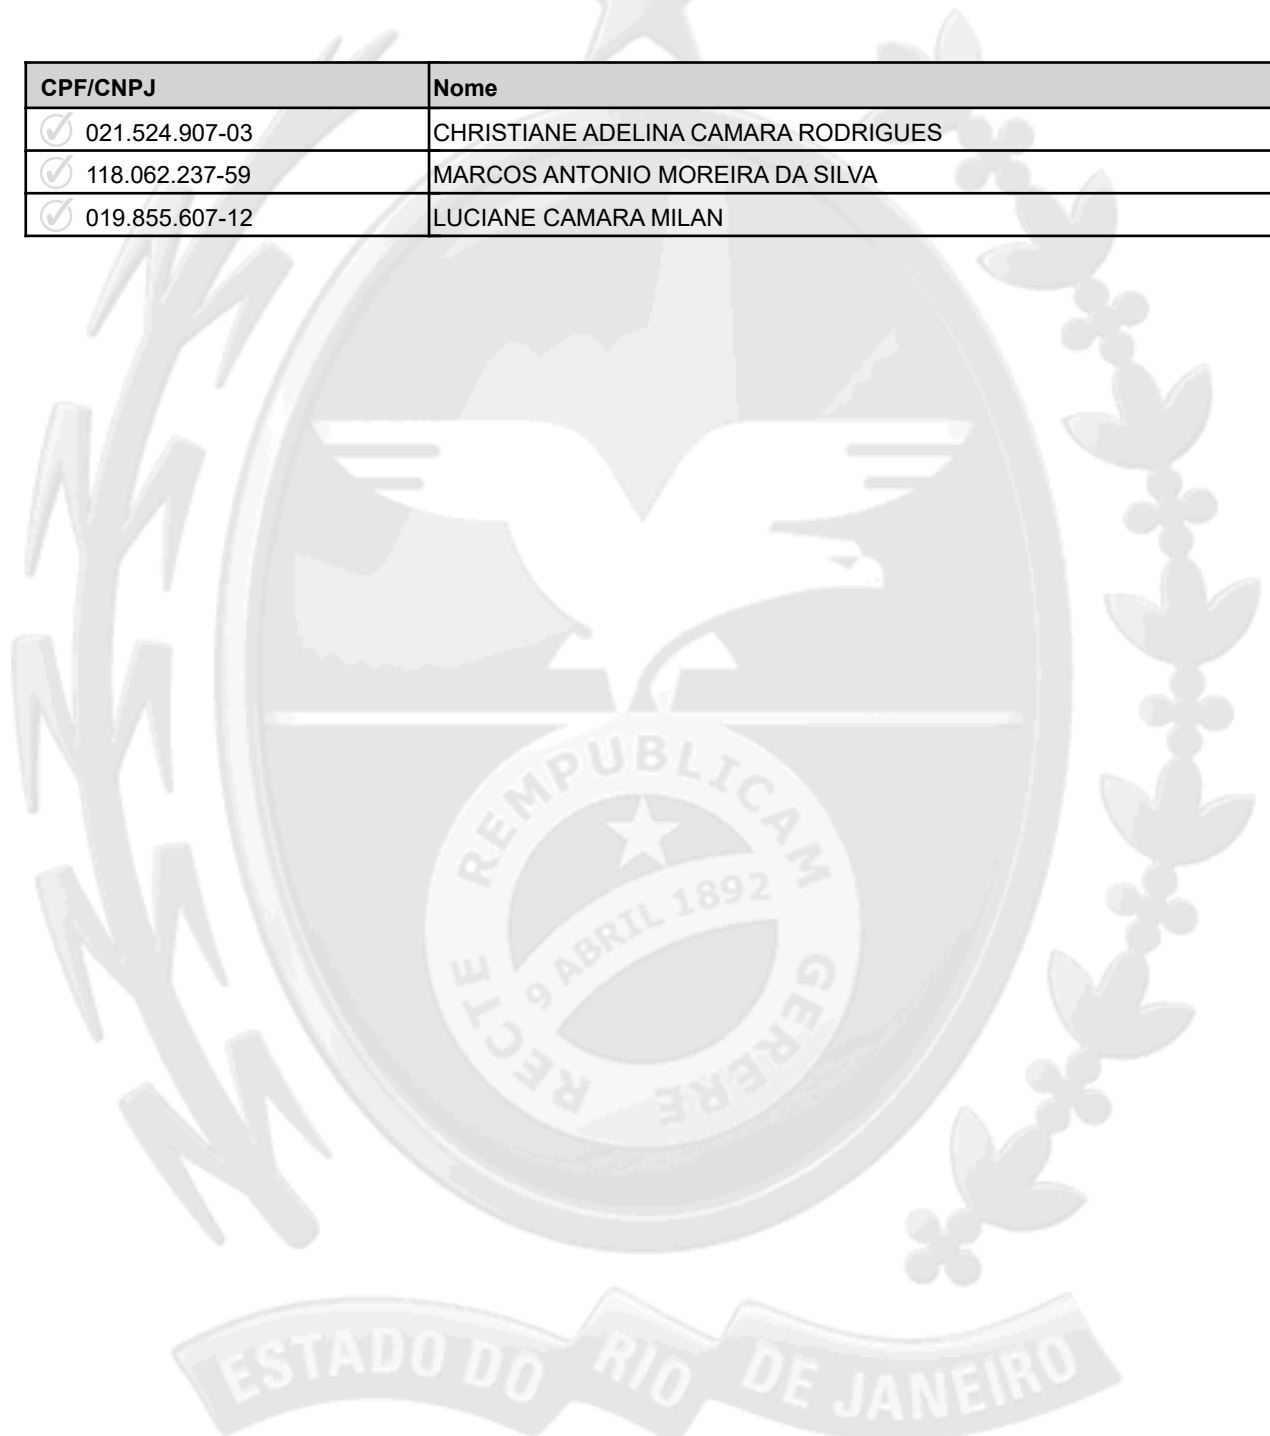 CPF/CNPJ Nome
021.524.907-03 CHRISTIANE ADELINA CAMARA RODRIGUES
118.062.237-59 MARCOS ANTONIO MOREIRA DA SILVA
019.855.607-12 LUCIANE CAMARA MILAN
RECTE REMPUBLICAM GERERE
9 ABRIL 1892
ESTADO DO RIO DE JANEIRO